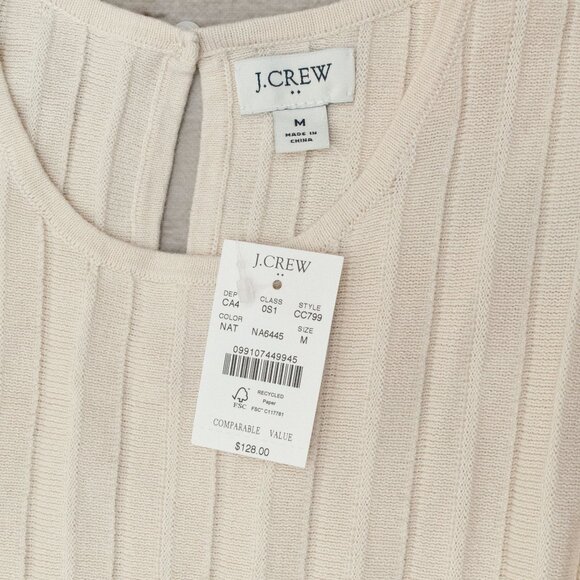 J.CREW
M
MADE IN
CHINA
J.CREW
CLASS STYLE
CA4 0S1 CC799
COLOR SIZE
NAT NA6445 M
099107449945
RECYCLED
Paper
FSC® C117781
FSC
COMPARABLE VALUE
$128.00